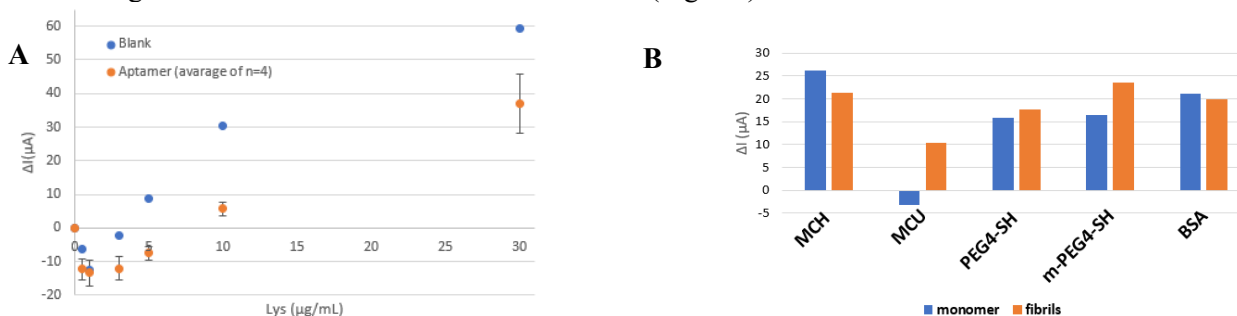 A
60
50
40
30
20
10
0
-10
-20
0
5
10
15
20
25
30
Blank
Aptamer (avarage of n=4)
ΔI(μA)
Lys (μg/mL)
B
30
25
20
15
10
5
0
-5
ΔI (μA)
MCH
MCU
PEG4-SH
m-PEG4-SH
BSA
monomer fibrils